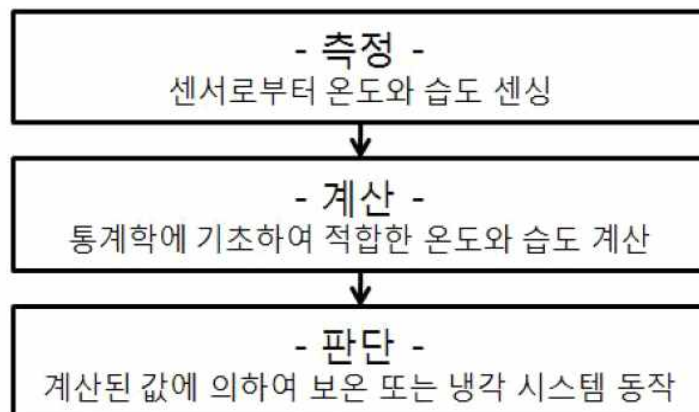 - 측정 -
센서로부터 온도와 습도 센싱
- 계산 -
통계학에 기초하여 적합한 온도와 습도 계산
- 판단 -
계산된 값에 의하여 보온 또는 냉각 시스템 동작